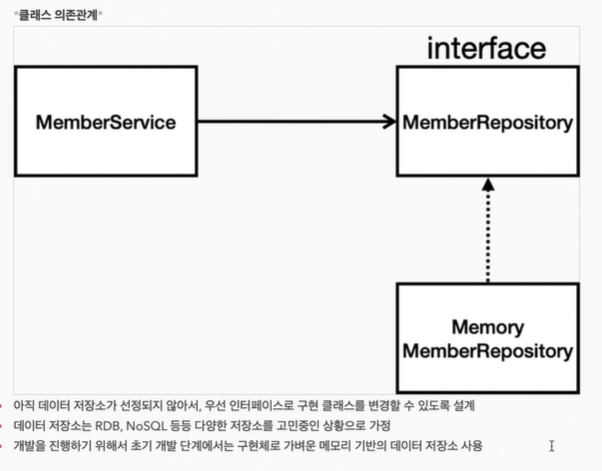 *클래스 의존관계*
interface
MemberService
MemberRepository
Memory
MemberRepository
아직 데이터 저장소가 선정되지 않아서, 우선 인터페이스로 구현 클래스를 변경할 수 있도록 설계
데이터 저장소는 RDB, NoSQL 등등 다양한 저장소를 고민중인 상황으로 가정
개발을 진행하기 위해서 초기 개발 단계에서는 구현체로 가벼운 메모리 기반의 데이터 저장소 사용